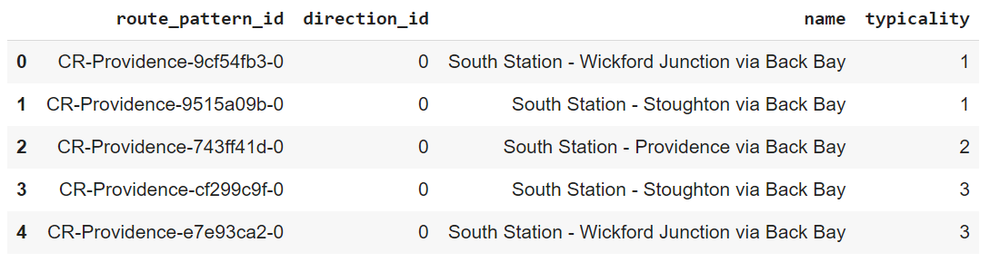 route_pattern_id direction_id name typicality
0 CR-Providence-9cf54fb3-0 0 South Station - Wickford Junction via Back Bay 1
1 CR-Providence-9515a09b-0 0 South Station - Stoughton via Back Bay 1
2 CR-Providence-743ff41d-0 0 South Station - Providence via Back Bay 2
3 CR-Providence-cf299c9f-0 0 South Station - Stoughton via Back Bay 3
4 CR-Providence-e7e93ca2-0 0 South Station - Wickford Junction via Back Bay 3